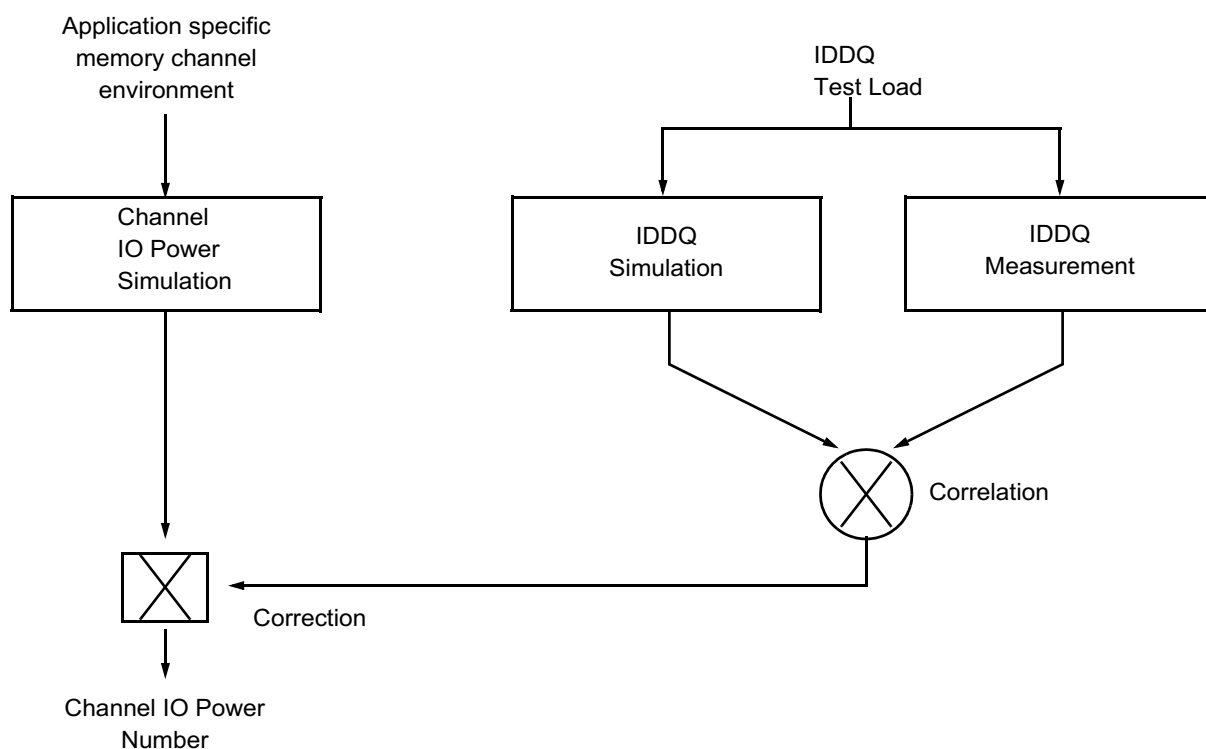 Application specific
memory channel
environment
IDDQ
Test Load
Channel
IO Power
Simulation
IDDQ
Simulation
IDDQ
Measurement
Correlation
Correction
Channel IO Power
Number